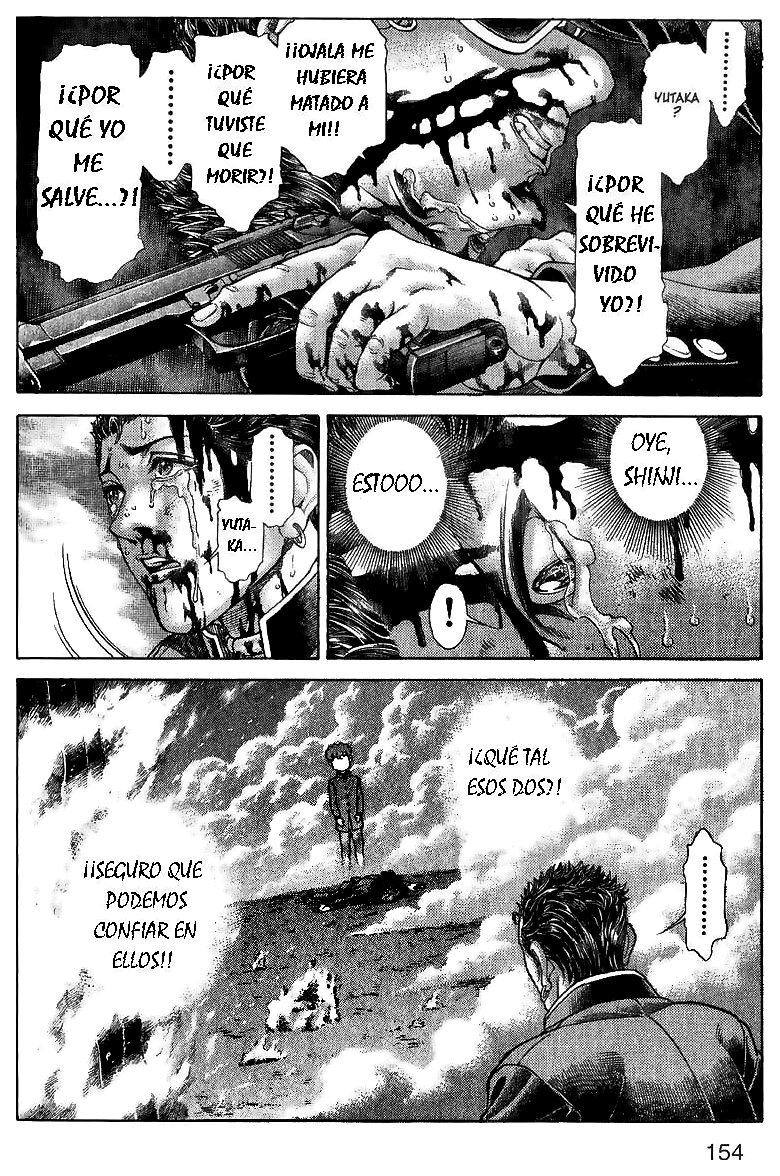 ........
YUTAKA
?
¡¿POR
QUÉ HE
SOBREVI-
VIDO
YO?!
¡¡OJALA ME
HUBIERA
MATADO A
MI!!
¡¿POR
QUÉ
TUVISTE
QUE
MORIR?!
..........
¡¿POR
QUÉ YO
ME
SALVE...?!
OYE,
SHINJI...
ESTOOO...
!
........
YUTA-
KA...
¡¿QUÉ TAL
ESOS DOS?!
¡¡SEGURO QUE
PODEMOS
CONFIAR EN
ELLOS!!
........
154